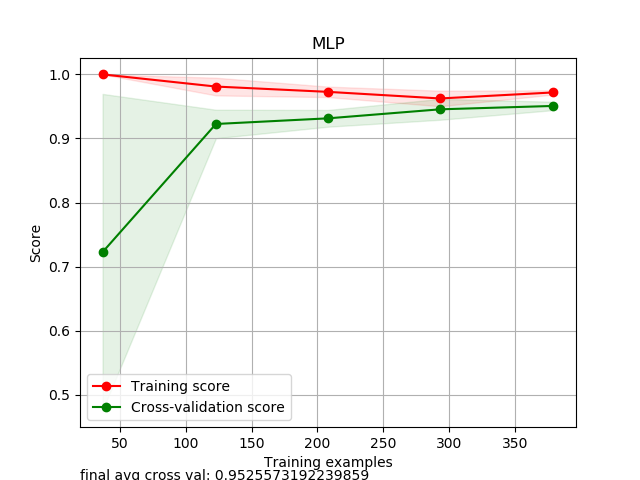 MLP
1.0
0.9
0.8
0.7
0.6
0.5
Score
Training score
Cross-validation score
50 100 150 200 250 300 350
Training examples
final avg cross val: 0.9525573192239859